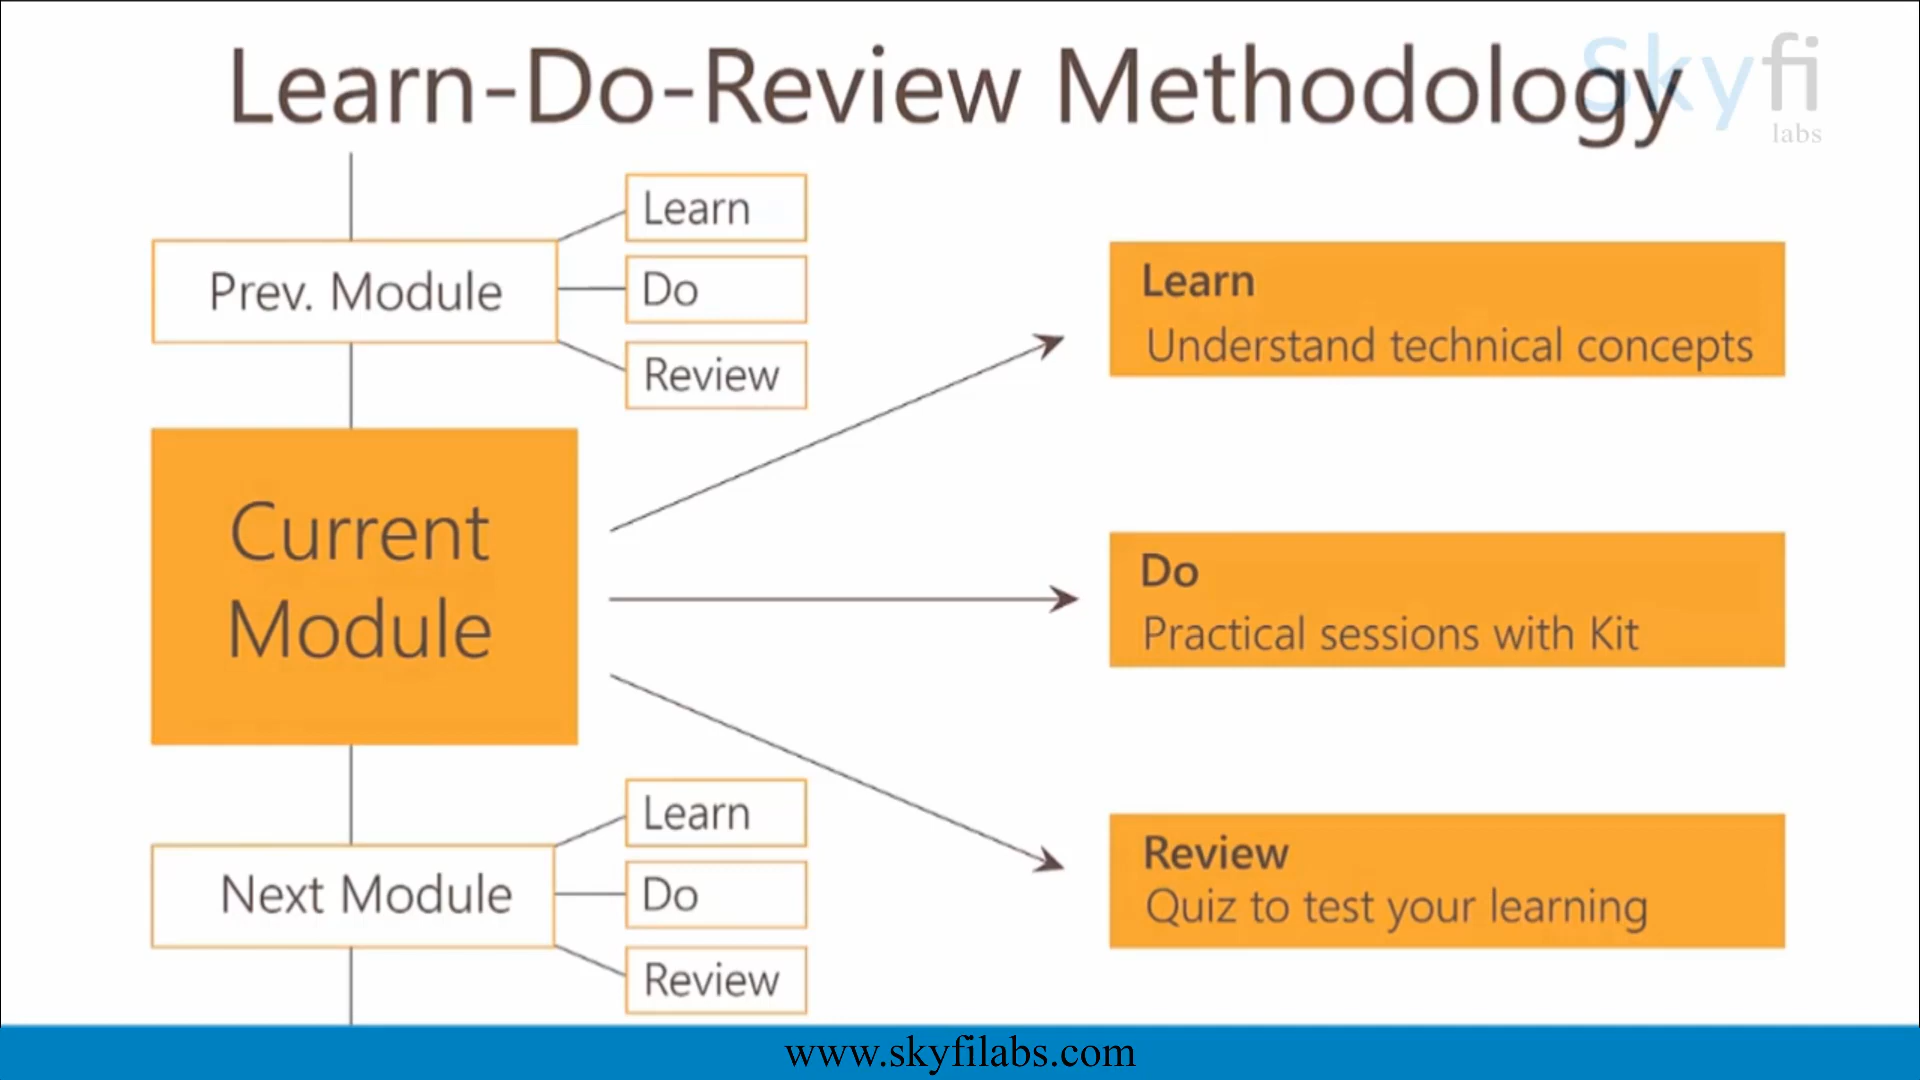 Learn-Do-Review Methodology
Skyfi
labs
Prev. Module
Learn
Do
Review
Current
Module
Next Module
Learn
Do
Review
Learn
Understand technical concepts
Do
Practical sessions with Kit
Review
Quiz to test your learning
www.skyfilabs.com